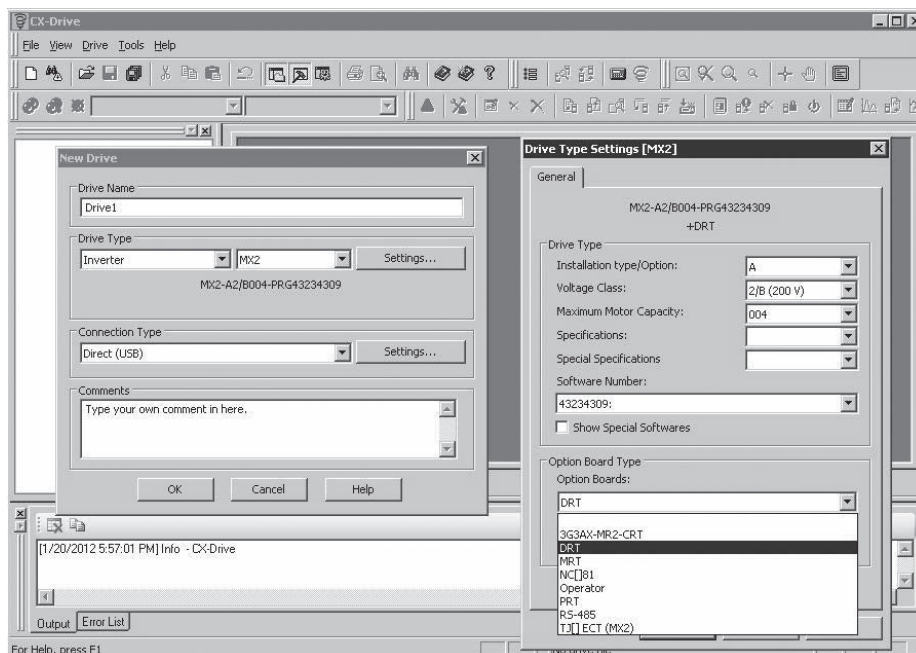 CX-Drive
File View Drive Tools Help
New Drive
Drive Name
Drive1
Drive Type
Inverter
MX2
Settings...
MX2-A2/B004-PRG43234309
Connection Type
Direct (USB)
Settings...
Comments
Type your own comment in here.
OK
Cancel
Help
Drive Type Settings [MX2]
General
MX2-A2/B004-PRG43234309
+DRT
Drive Type
Installation type/Option:
A
Voltage Class:
2/B (200 V)
Maximum Motor Capacity:
004
Specifications:
Special Specifications
Software Number:
43234309:
Show Special Softwares
Option Board Type
Option Boards:
DRT
3G3AX-MR2-CRT
DRT
MRT
NC[]81
Operator
PRT
RS-485
TJ[] ECT (MX2)
[1/20/2012 5:57:01 PM] Info - CX-Drive
Output
Error List
For Help, press F1